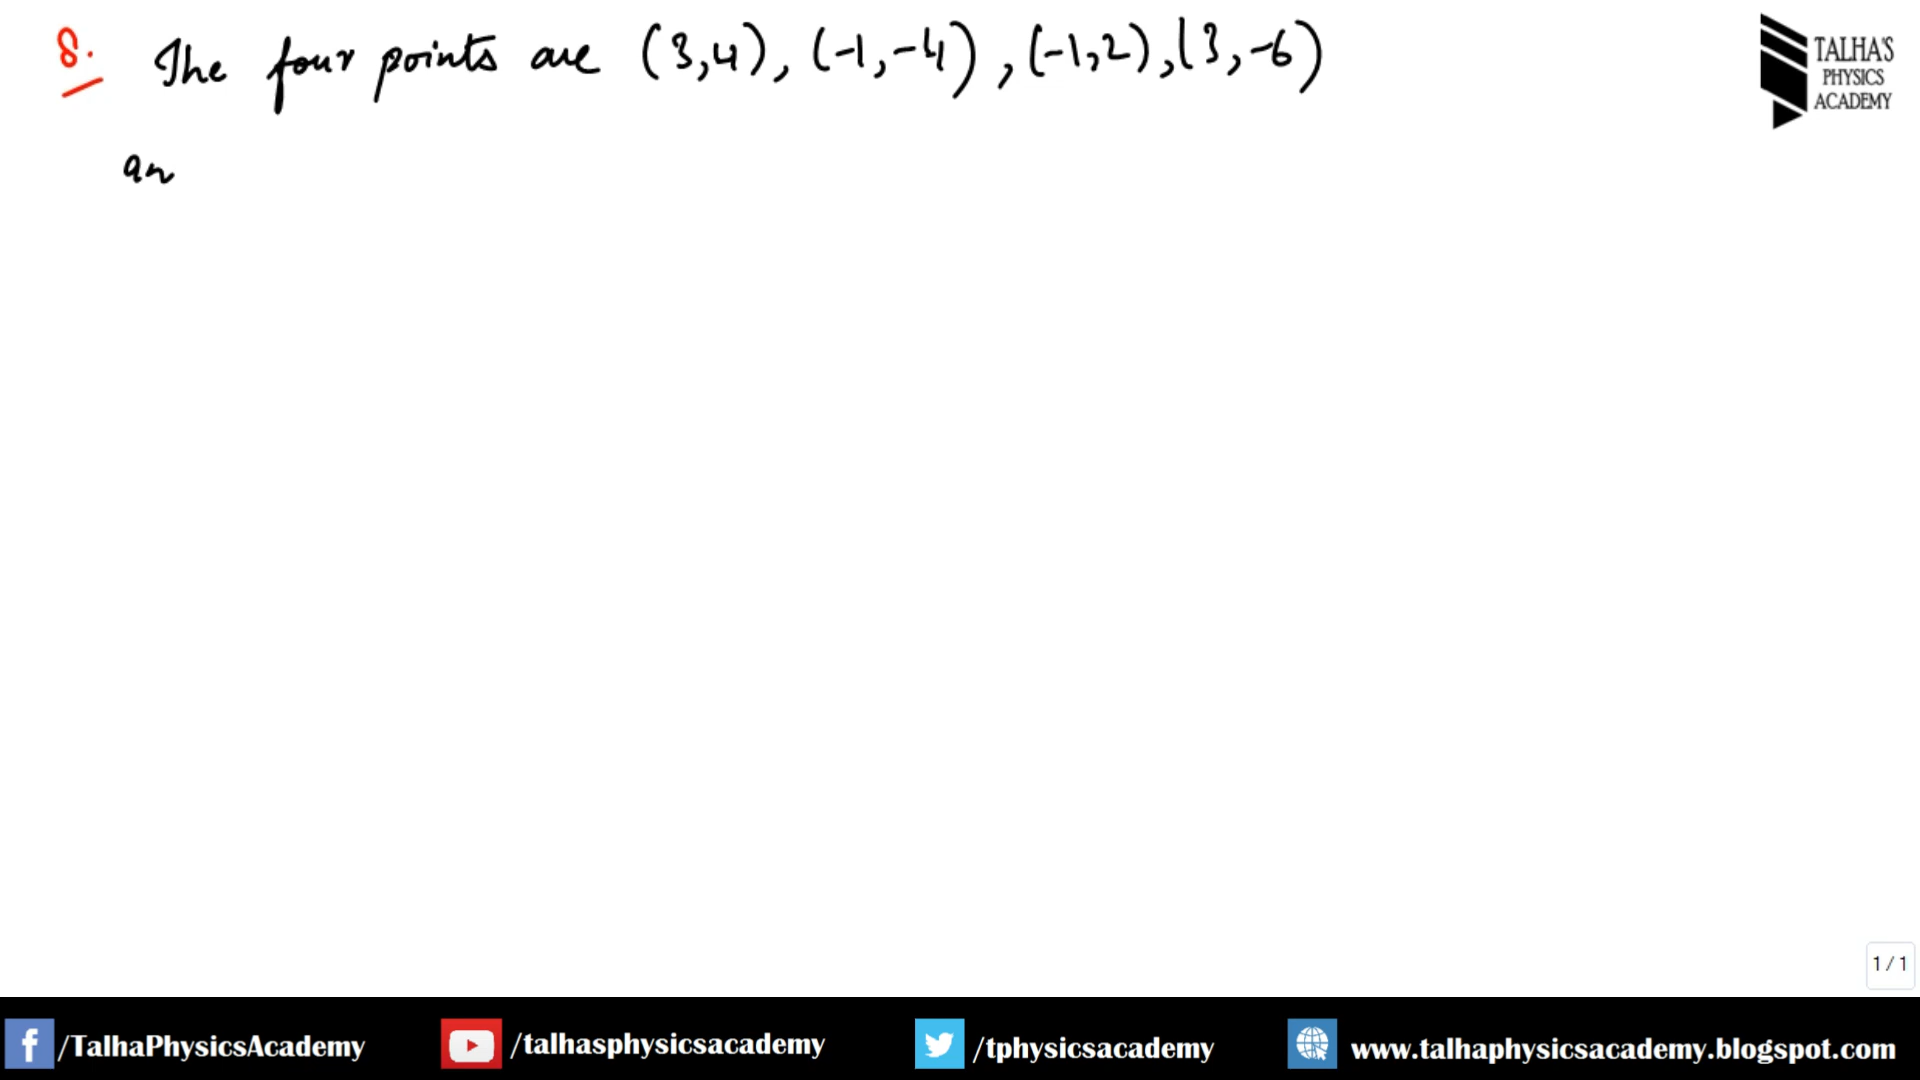 8. The four points are (3,4), (-1,-4), (-1,2), (3,-6)
an
TALHA'S
PHYSICS
ACADEMY
1 / 1
/TalhaPhysicsAcademy /talhasphysicsacademy /tphysicsacademy www.talhaphysicsacademy.blogspot.com